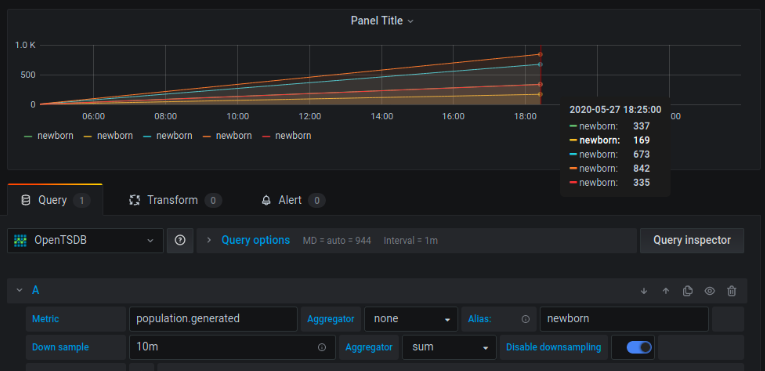 Panel Title
1.0 K
500
0
06:00 08:00 10:00 12:00 14:00 16:00 18:00 :00
newborn newborn newborn newborn newborn
2020-05-27 18:25:00
newborn: 337
newborn: 169
newborn: 673
newborn: 842
newborn: 335
Query 1 Transform 0 Alert 0
OpenTSDB Query options MD = auto = 944 Interval = 1m Query inspector
A
Metric population.generated Aggregator none Alias: newborn
Down sample 10m Aggregator sum Disable downsampling